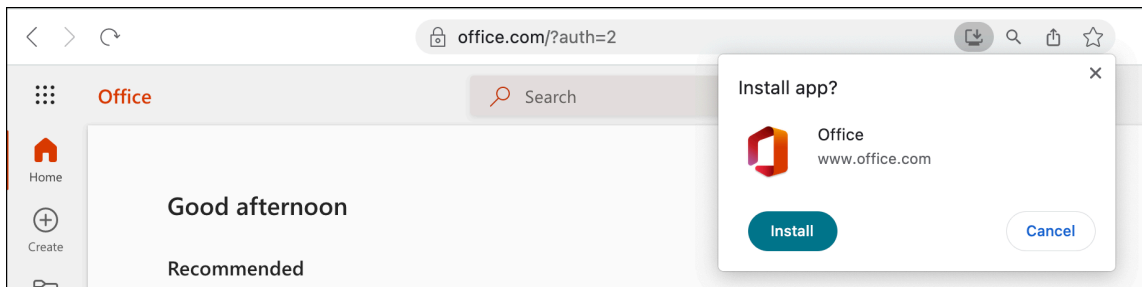 office.com/?auth=2
Office
Search
Install app?
Office
www.office.com
Install
Cancel
Home
Create
Good afternoon
Recommended